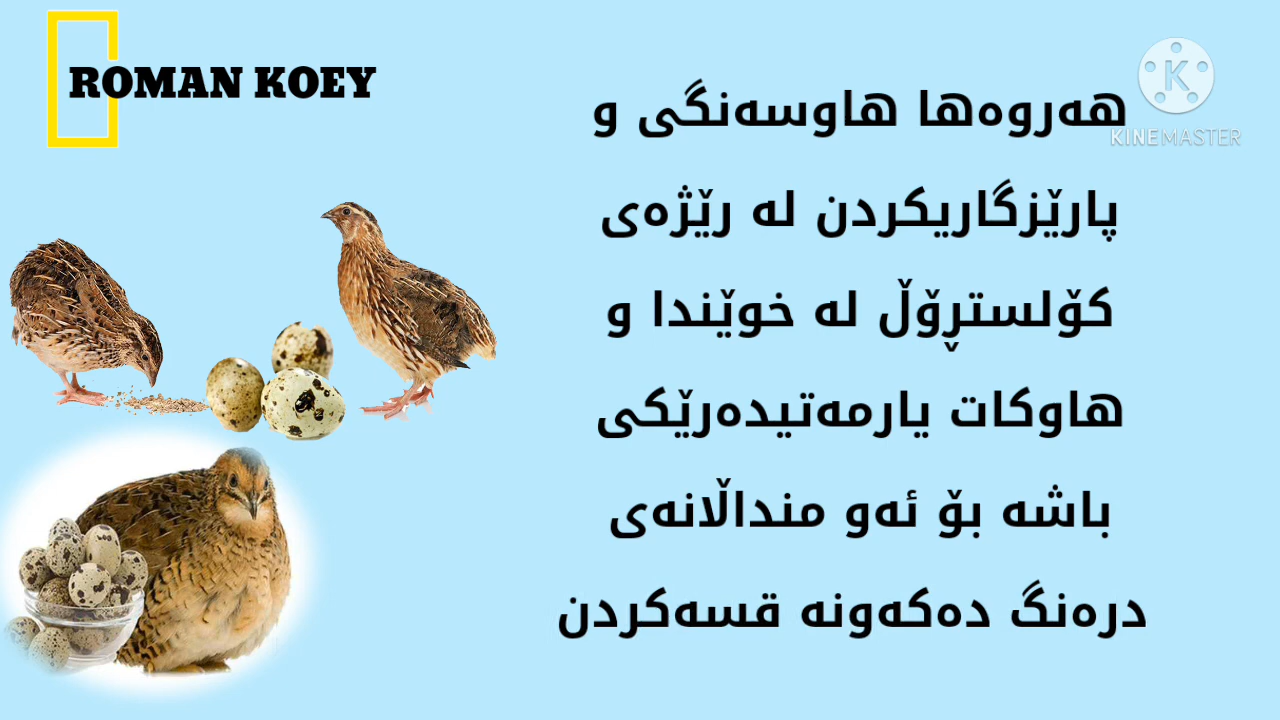 ROMAN KOEY
KINEMASTER
هەروەها هاوسەنگی و
پارێزگاریکردن لە رێژەی
کۆلستڕۆڵ لە خوێندا و
هاوکات یارمەتیدەرێکی
باشە بۆ ئەو منداڵانەی
درەنگ دەکەونە قسەکردن